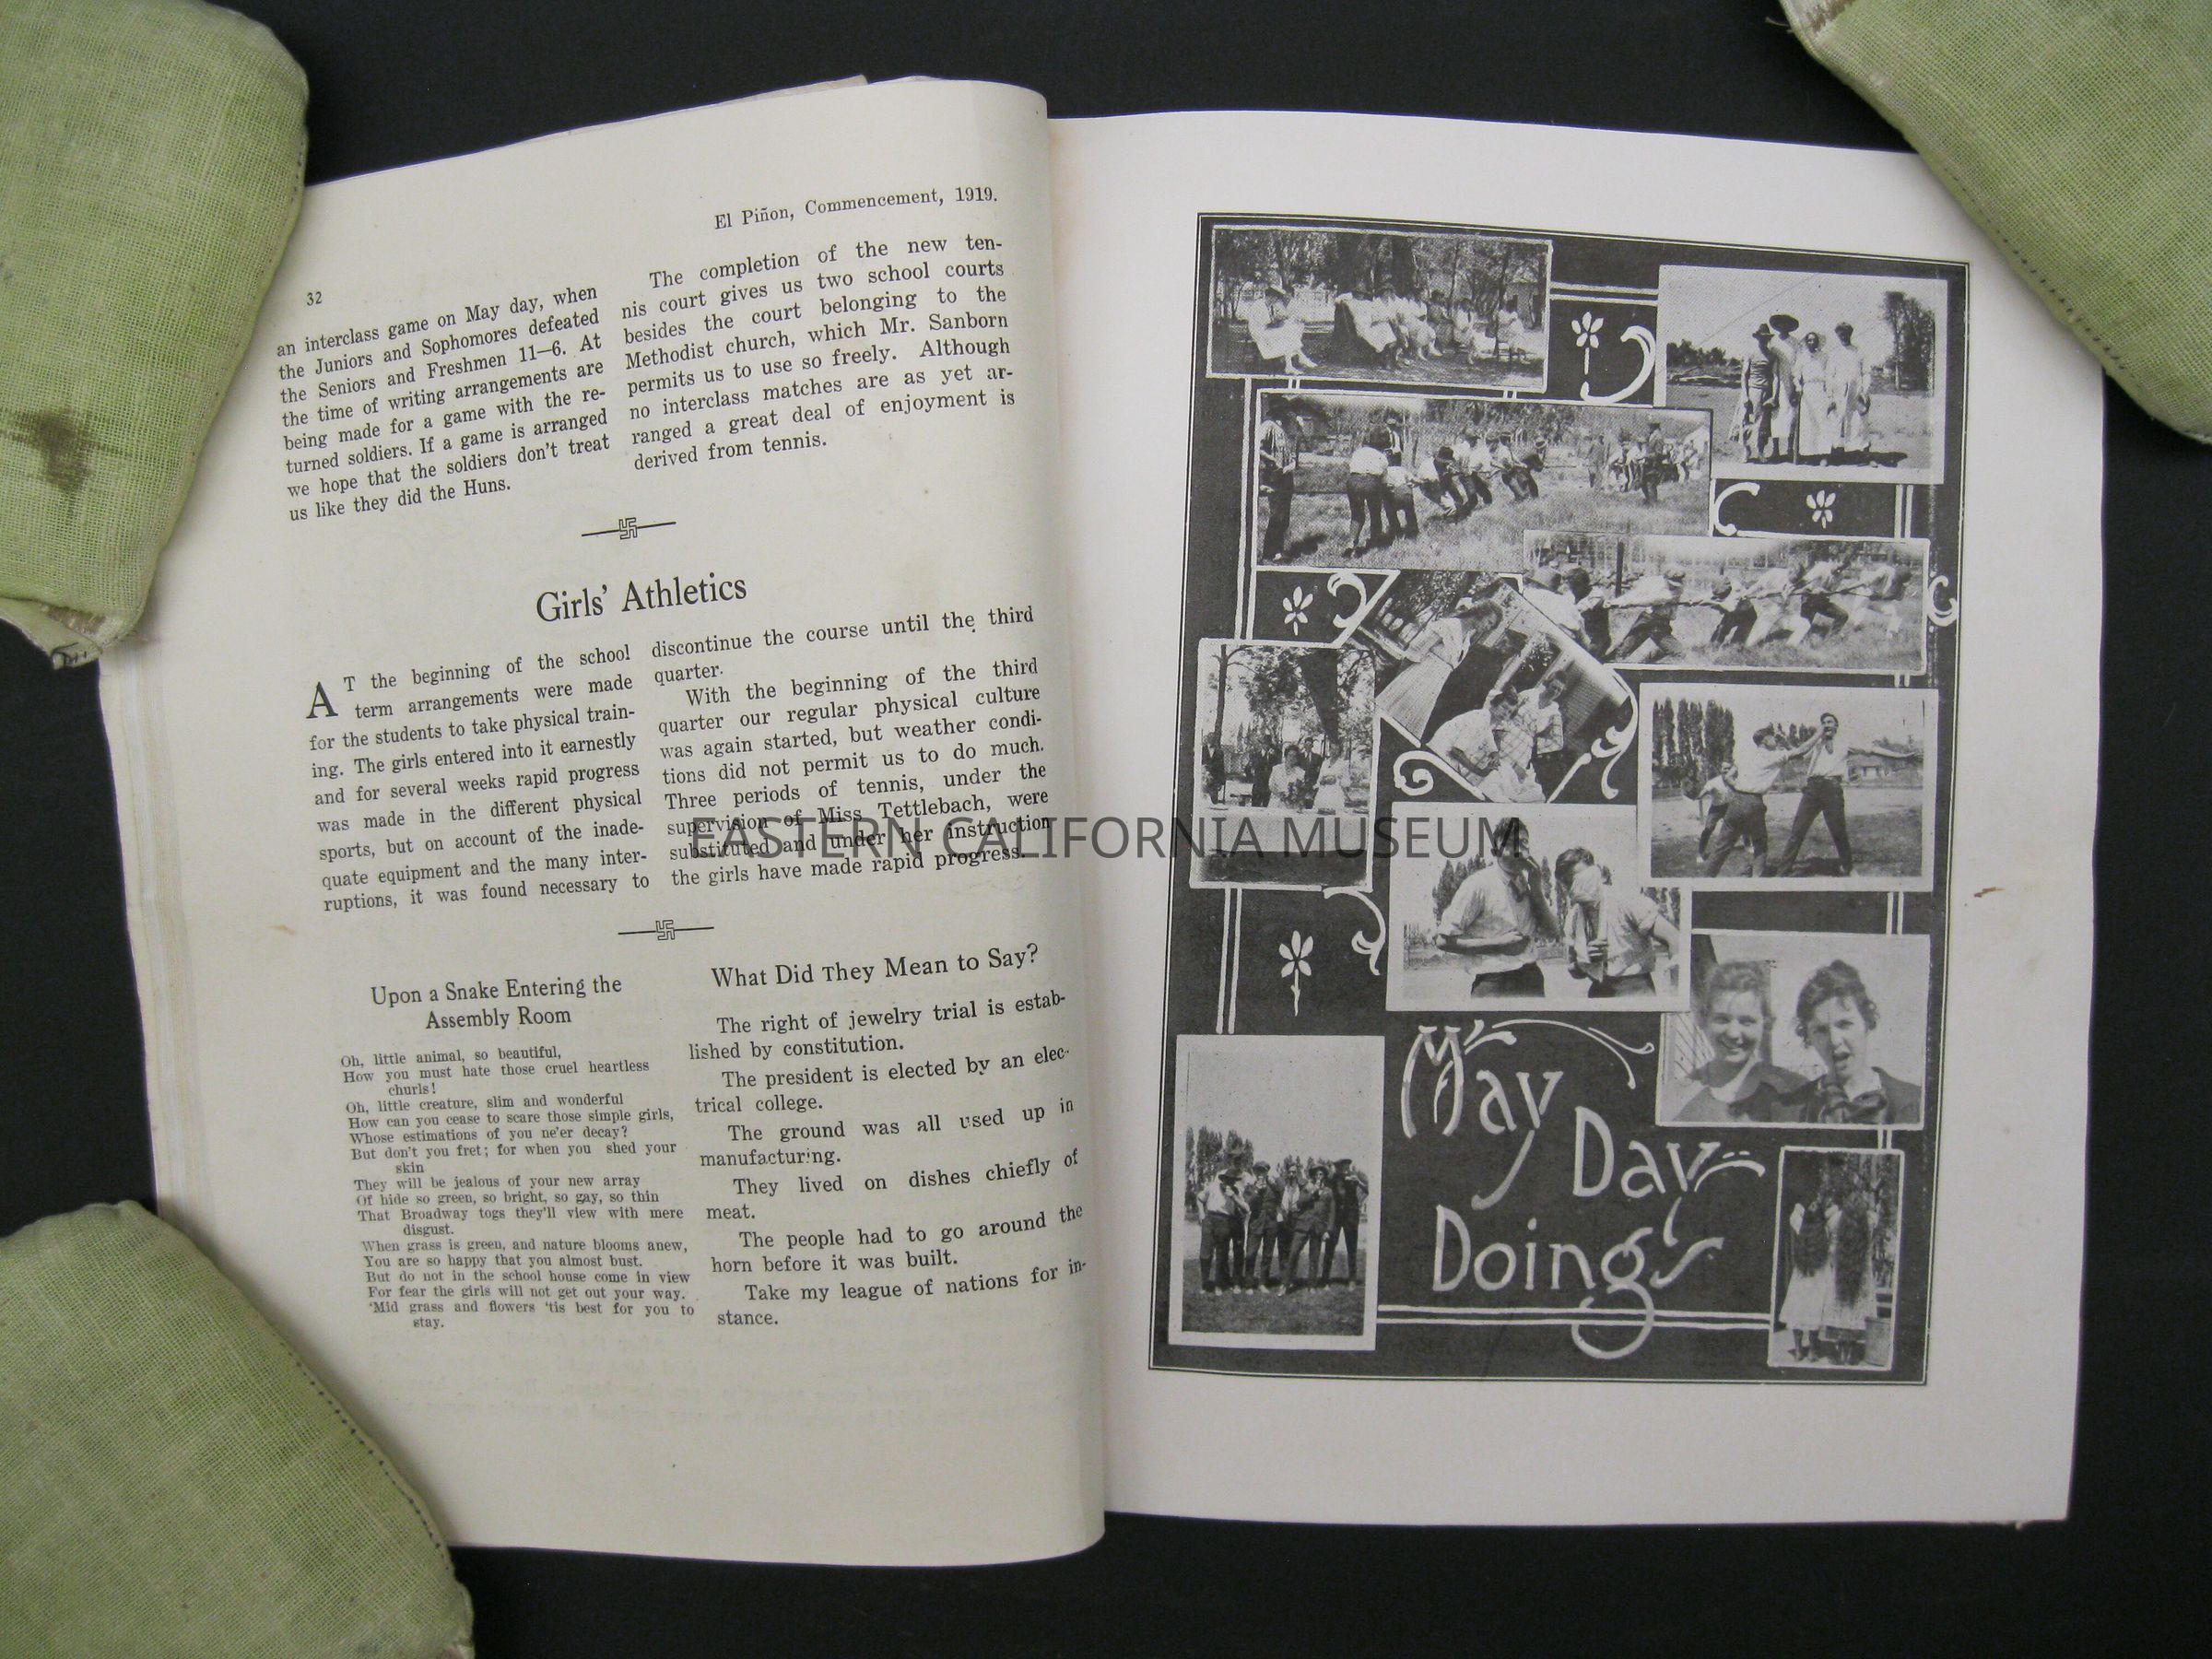 32
El Piñon, Commencement, 1919.
an interclass game on May day, when
the Juniors and Sophomores defeated
the Seniors and Freshmen 11—6. At
the time of writing arrangements are
being made for a game with the re-
turned soldiers. If a game is arranged
we hope that the soldiers don't treat
us like they did the Huns.
The completion of the new ten-
nis court gives us two school courts
besides the court belonging to the
Methodist church, which Mr. Sanborn
permits us to use so freely. Although
no interclass matches are as yet ar-
ranged a great deal of enjoyment is
derived from tennis.
Girls' Athletics
AT the beginning of the school
term arrangements were made
for the students to take physical train-
ing. The girls entered into it earnestly
and for several weeks rapid progress
was made in the different physical
sports, but on account of the inade-
quate equipment and the many inter-
ruptions, it was found necessary to
discontinue the course until the third
quarter.
With the beginning of the third
quarter our regular physical culture
was again started, but weather condi-
tions did not permit us to do much.
Three periods of tennis, under the
supervision of Miss Tettlebach, were
substituted and under her instruction
the girls have made rapid progress.
Upon a Snake Entering the
Assembly Room
Oh, little animal, so beautiful,
How you must hate those cruel heartless
churls!
Oh, little creature, slim and wonderful
How can you cease to scare those simple girls,
Whose estimations of you ne'er decay?
But don't you fret; for when you shed your
skin
They will be jealous of your new array
Of hide so green, so bright, so gay, so thin
That Broadway togs they'll view with mere
disgust.
When grass is green, and nature blooms anew,
You are so happy that you almost bust.
But do not in the school house come in view
For fear the girls will not get out your way.
'Mid grass and flowers 'tis best for you to
stay.
What Did They Mean to Say?
The right of jewelry trial is estab-
lished by constitution.
The president is elected by an elec-
trical college.
The ground was all used up in
manufacturing.
They lived on dishes chiefly of
meat.
The people had to go around the
horn before it was built.
Take my league of nations for in-
stance.
May
Day
Doings
EASTERN CALIFORNIA MUSEUM